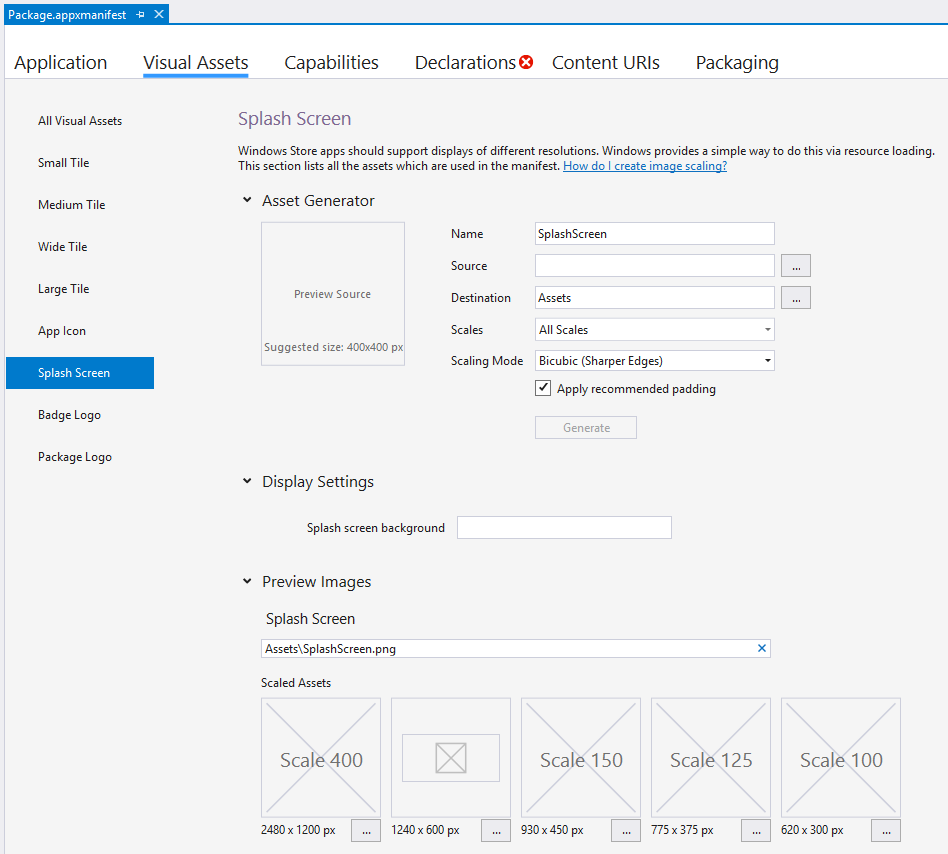 Package.appxmanifest
Application Visual Assets Capabilities Declarations Content URIs Packaging
All Visual Assets
Small Tile
Medium Tile
Wide Tile
Large Tile
App Icon
Splash Screen
Badge Logo
Package Logo
Splash Screen
Windows Store apps should support displays of different resolutions. Windows provides a simple way to do this via resource loading.
This section lists all the assets which are used in the manifest. How do I create image scaling?
Asset Generator
Preview Source
Suggested size: 400x400 px
Name SplashScreen
Source ...
Destination Assets ...
Scales All Scales
Scaling Mode Bicubic (Sharper Edges)
Apply recommended padding
Generate
Display Settings
Splash screen background
Preview Images
Splash Screen
Assets\SplashScreen.png
Scaled Assets
Scale 400 Scale 150 Scale 125 Scale 100
2480 x 1200 px ... 1240 x 600 px ... 930 x 450 px ... 775 x 375 px ... 620 x 300 px ...